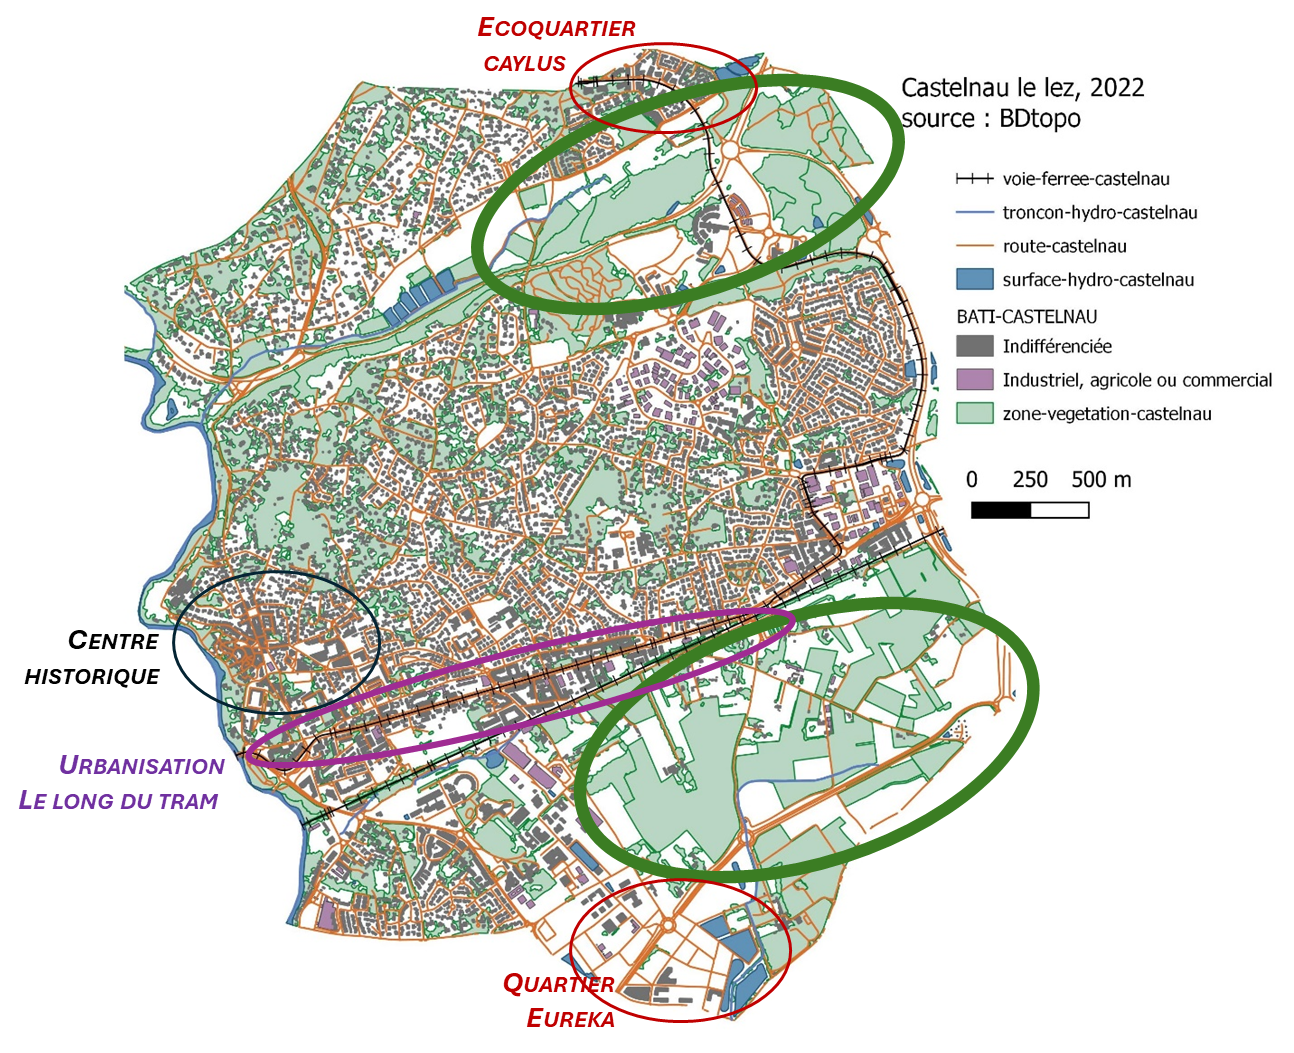 ECOQUARTIER
CAYLUS
Castelnau le lez, 2022
source : BDtopo
voie-ferree-castelnau
troncon-hydro-castelnau
route-castelnau
surface-hydro-castelnau
BATI-CASTELNAU
Indifférenciée
Industriel, agricole ou commercial
zone-vegetation-castelnau
0 250 500 m
CENTRE
HISTORIQUE
URBANISATION
LE LONG DU TRAM
QUARTIER
EUREKA